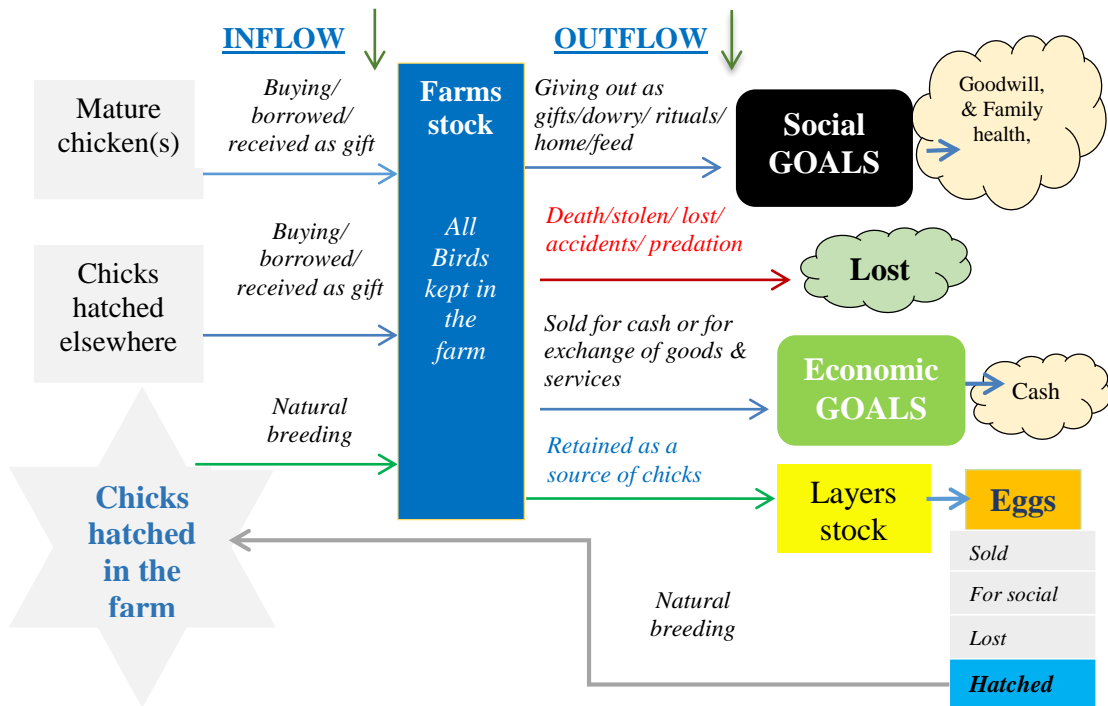 INFLOW
OUTFLOW
Mature
chicken(s)
Buying/
borrowed/
received as gift
Farms
stock
Giving out as
gifts/dowry/ rituals/
home/feed
Social
GOALS
Goodwill,
& Family
health,
Chicks
hatched
elsewhere
Buying/
borrowed/
received as gift
All
Birds
kept in
the
farm
Death/stolen/ lost/
accidents/ predation
Lost
Sold for cash or for
exchange of goods &
services
Economic
GOALS
Cash
Natural
breeding
Retained as a
source of chicks
Layers
stock
Eggs
Sold
For social
Lost
Hatched
Chicks
hatched
in the
farm
Natural
breeding